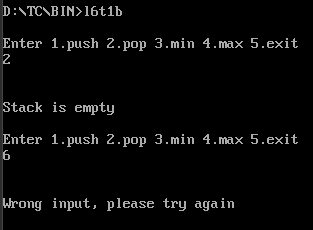 D:\TC\BIN>l6t1b
Enter 1.push 2.pop 3.min 4.max 5.exit
2
Stack is empty
Enter 1.push 2.pop 3.min 4.max 5.exit
6
Wrong input, please try again